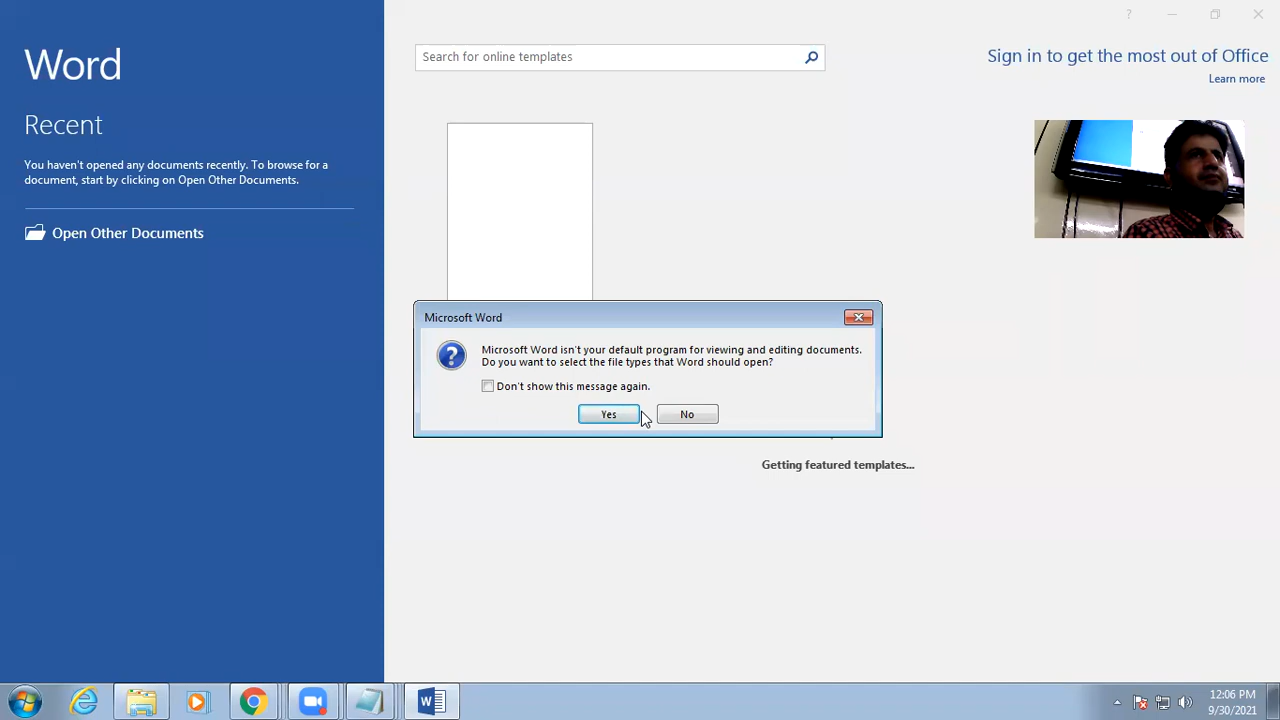 Word
Search for online templates
Sign in to get the most out of Office
Learn more
Recent
You haven't opened any documents recently. To browse for a
document, start by clicking on Open Other Documents.
Open Other Documents
Microsoft Word
Microsoft Word isn't your default program for viewing and editing documents.
Do you want to select the file types that Word should open?
Don't show this message again.
Yes
No
Getting featured templates...
12:06 PM
9/30/2021